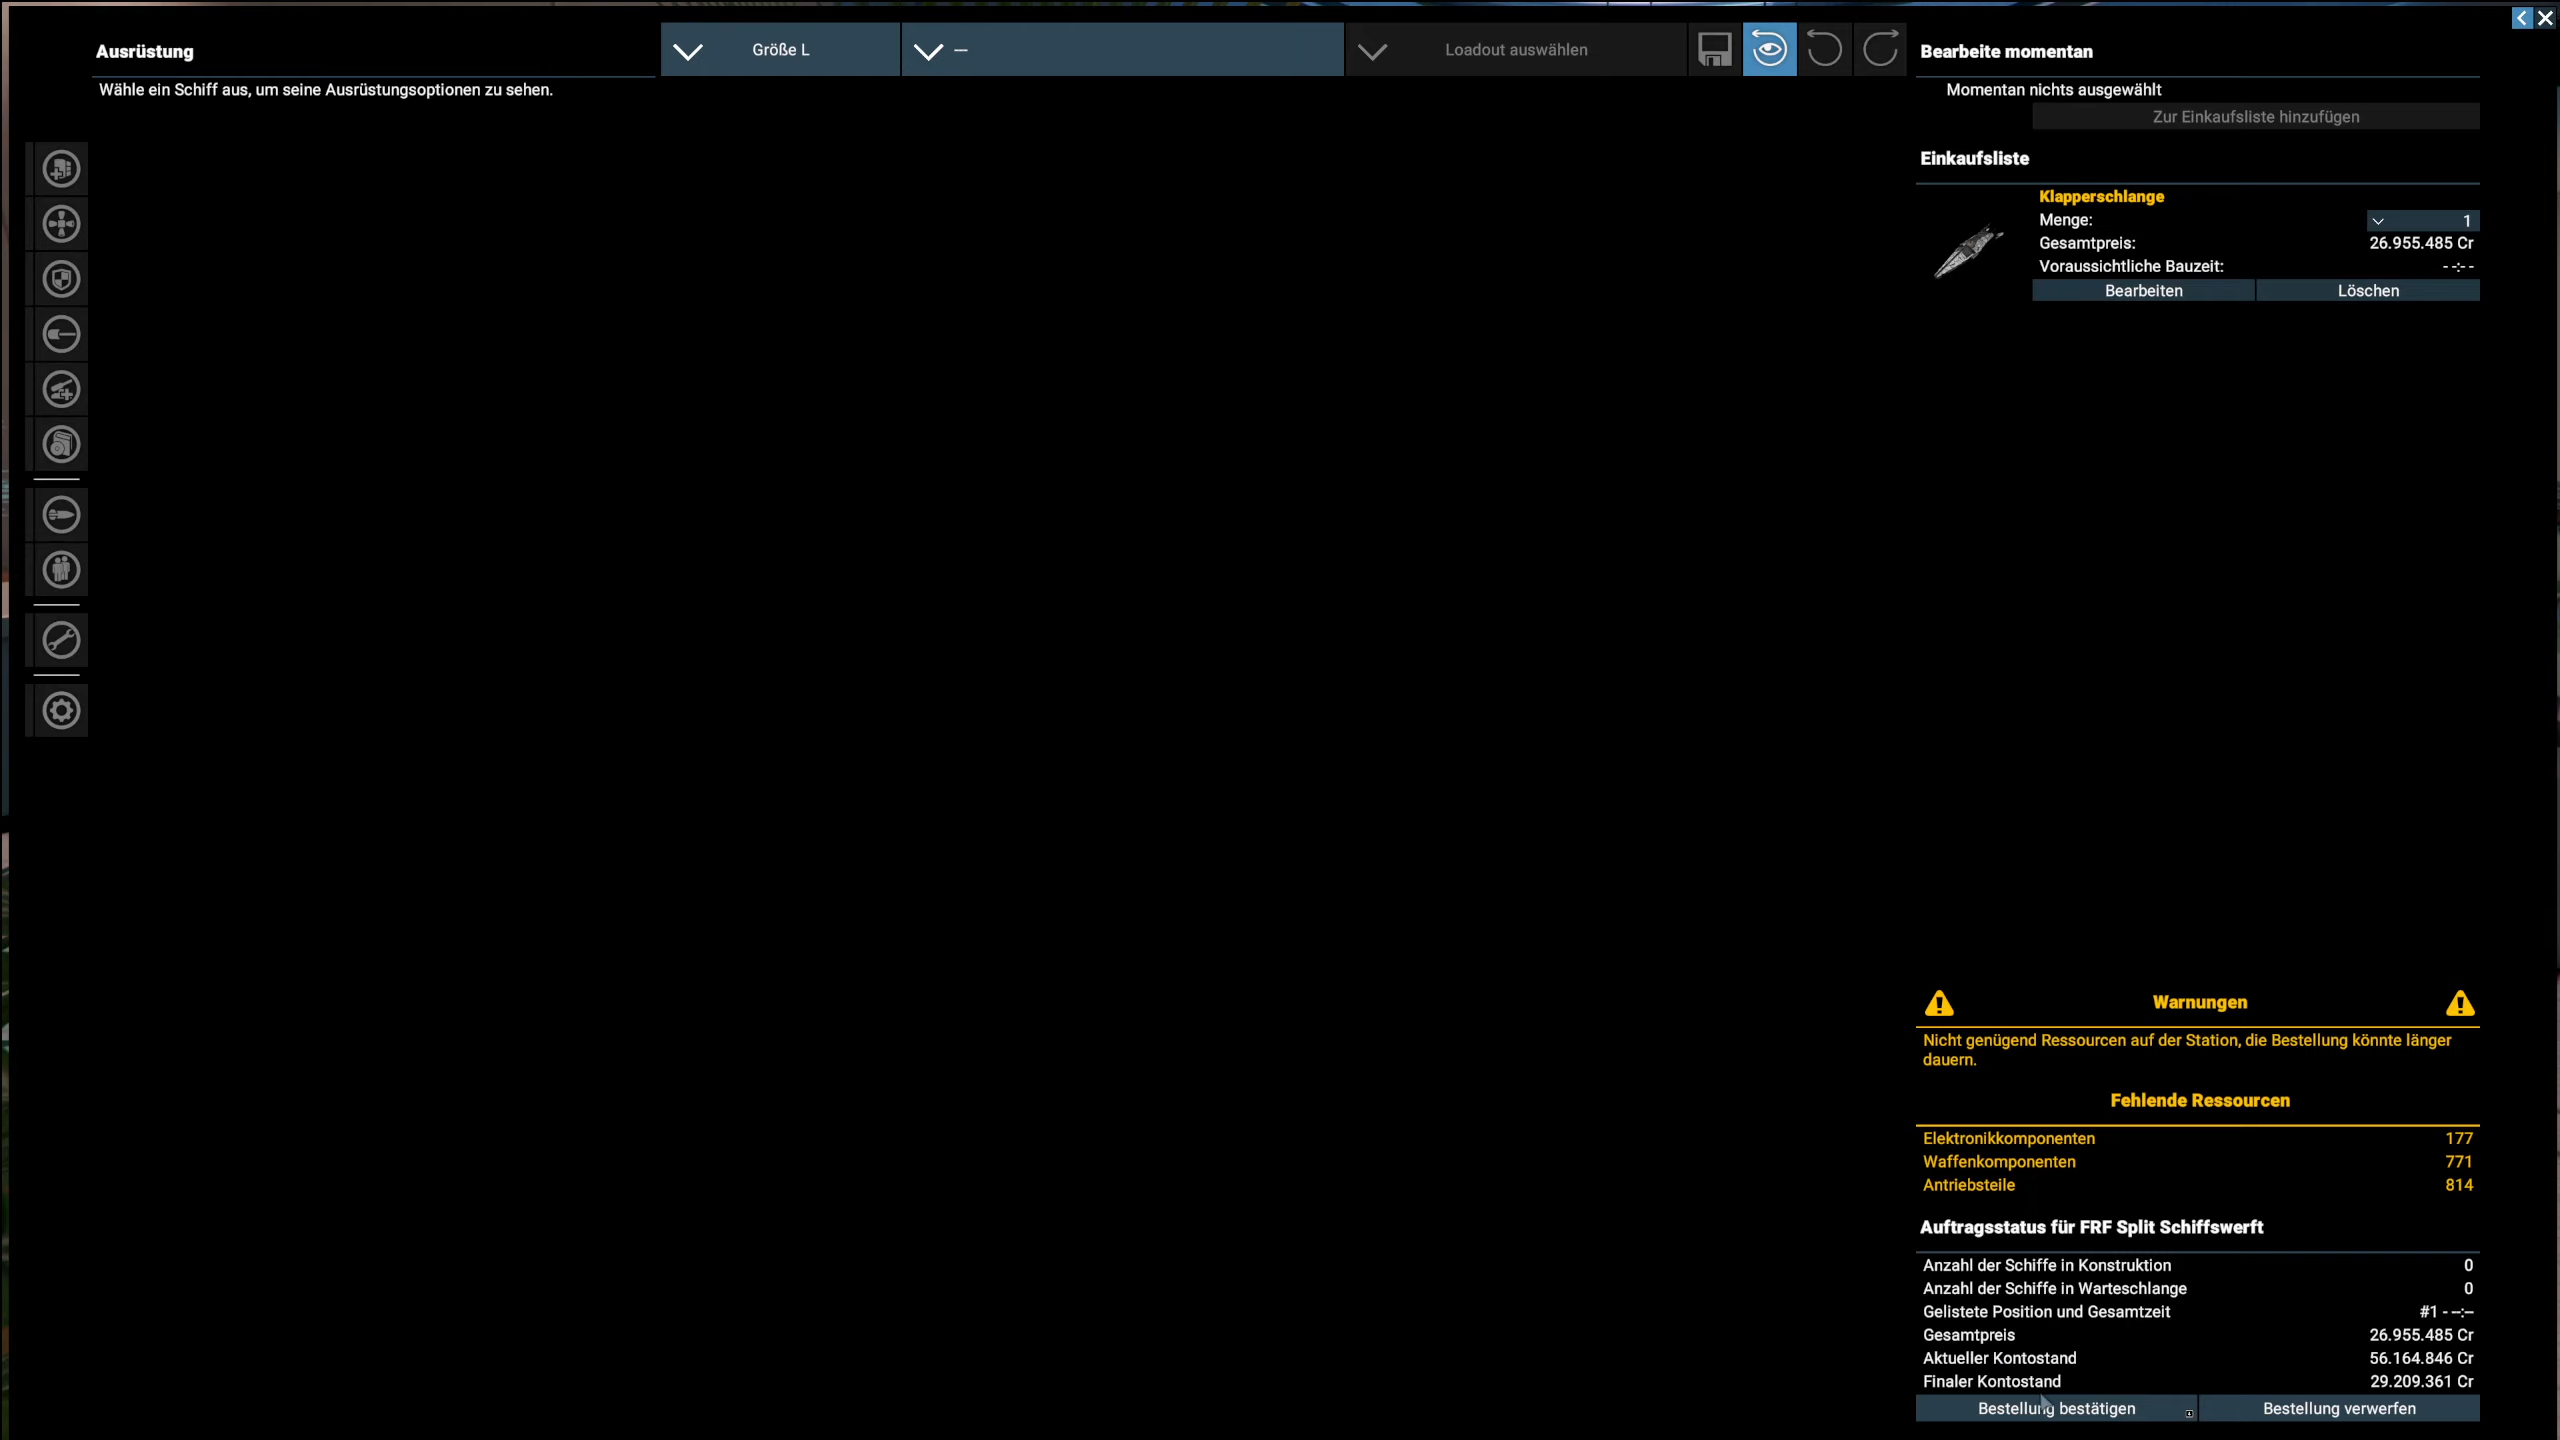 Ausrüstung
Wähle ein Schiff aus, um seine Ausrüstungsoptionen zu sehen.
Größe L
---
Loadout auswählen
Bearbeite momentan
Momentan nichts ausgewählt
Zur Einkaufsliste hinzufügen
Einkaufsliste
Klapperschlange
Menge: 1
Gesamtpreis: 26.955.485 Cr
Voraussichtliche Bauzeit: --:--
Bearbeiten Löschen
Warnungen
Nicht genügend Ressourcen auf der Station, die Bestellung könnte länger
dauern.
Fehlende Ressourcen
Elektronikkomponenten 177
Waffenkomponenten 771
Antriebsteile 814
Auftragsstatus für FRF Split Schiffswerft
Anzahl der Schiffe in Konstruktion 0
Anzahl der Schiffe in Warteschlange 0
Gelistete Position und Gesamtzeit #1 - --:--
Gesamtpreis 26.955.485 Cr
Aktueller Kontostand 56.164.846 Cr
Finaler Kontostand 29.209.361 Cr
Bestellung bestätigen Bestellung verwerfen